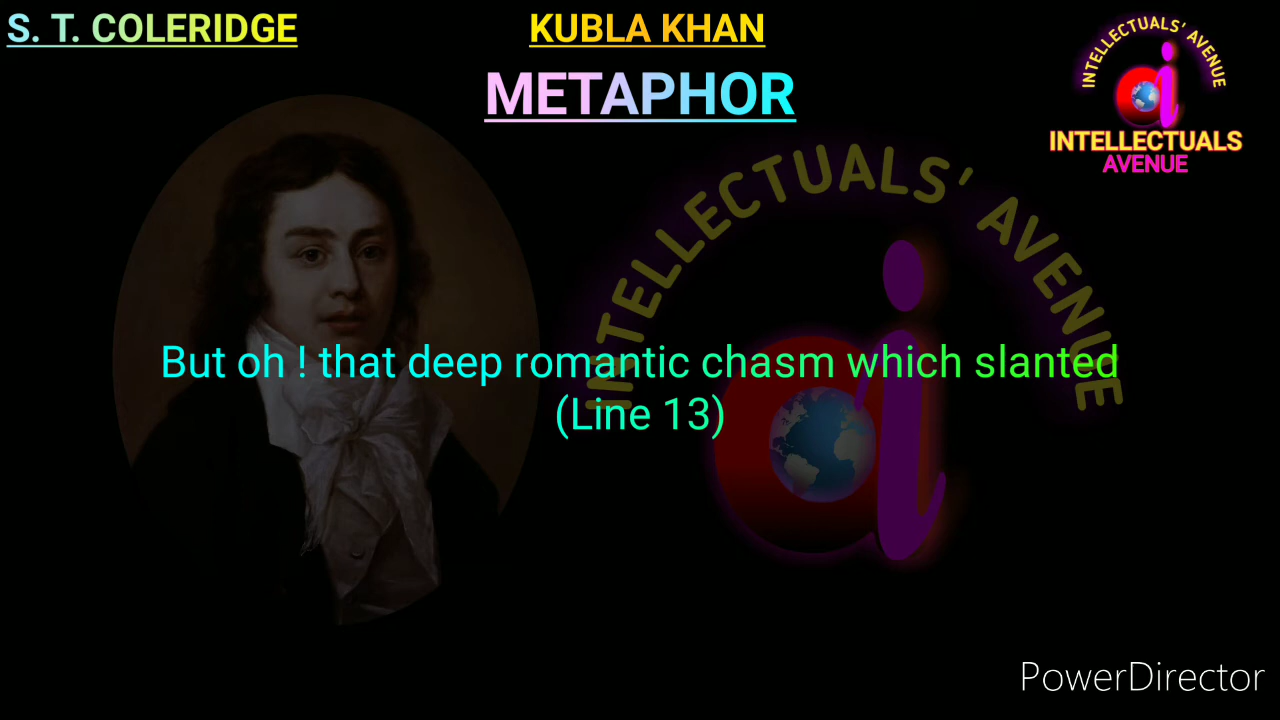 S. T. COLERIDGE
KUBLA KHAN
METAPHOR
INTELLECTUALS' AVENUE
INTELLECTUALS
AVENUE
INTELLECTUALS' AVENUE
But oh ! that deep romantic chasm which slanted
(Line 13)
PowerDirector